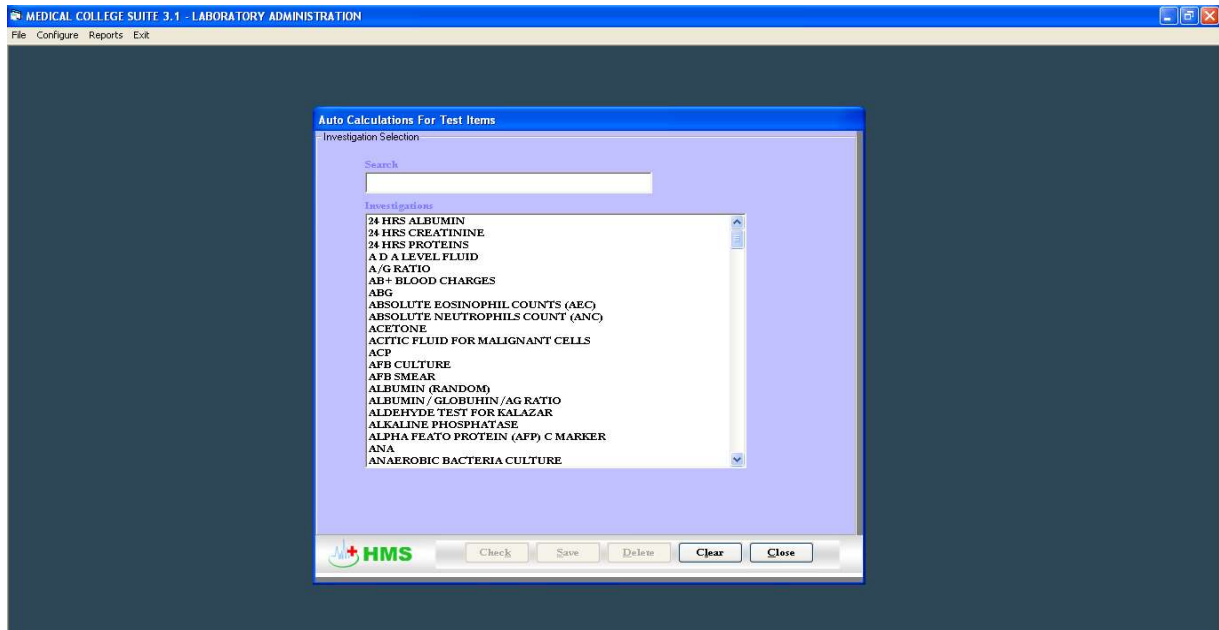 MEDICAL COLLEGE SUITE 3.1 - LABORATORY ADMINISTRATION
File Configure Reports Exit
Auto Calculations For Test Items
Investigation Selection
Search
Investigations
24 HRS ALBUMIN
24 HRS CREATININE
24 HRS PROTEINS
A D A LEVEL FLUID
A/G RATIO
AB+ BLOOD CHARGES
ABG
ABSOLUTE EOSINOPHIL COUNTS (AEC)
ABSOLUTE NEUTROPHILS COUNT (ANC)
ACETONE
ACITIC FLUID FOR MALIGNANT CELLS
ACP
AFB CULTURE
AFB SMEAR
ALBUMIN (RANDOM)
ALBUMIN / GLOBUHIN /AG RATIO
ALDEHYDE TEST FOR KALAZAR
ALKALINE PHOSPHATASE
ALPHA FEATO PROTEIN (AFP) C MARKER
ANA
ANAEROBIC BACTERIA CULTURE
HMS Check Save Delete Clear Close